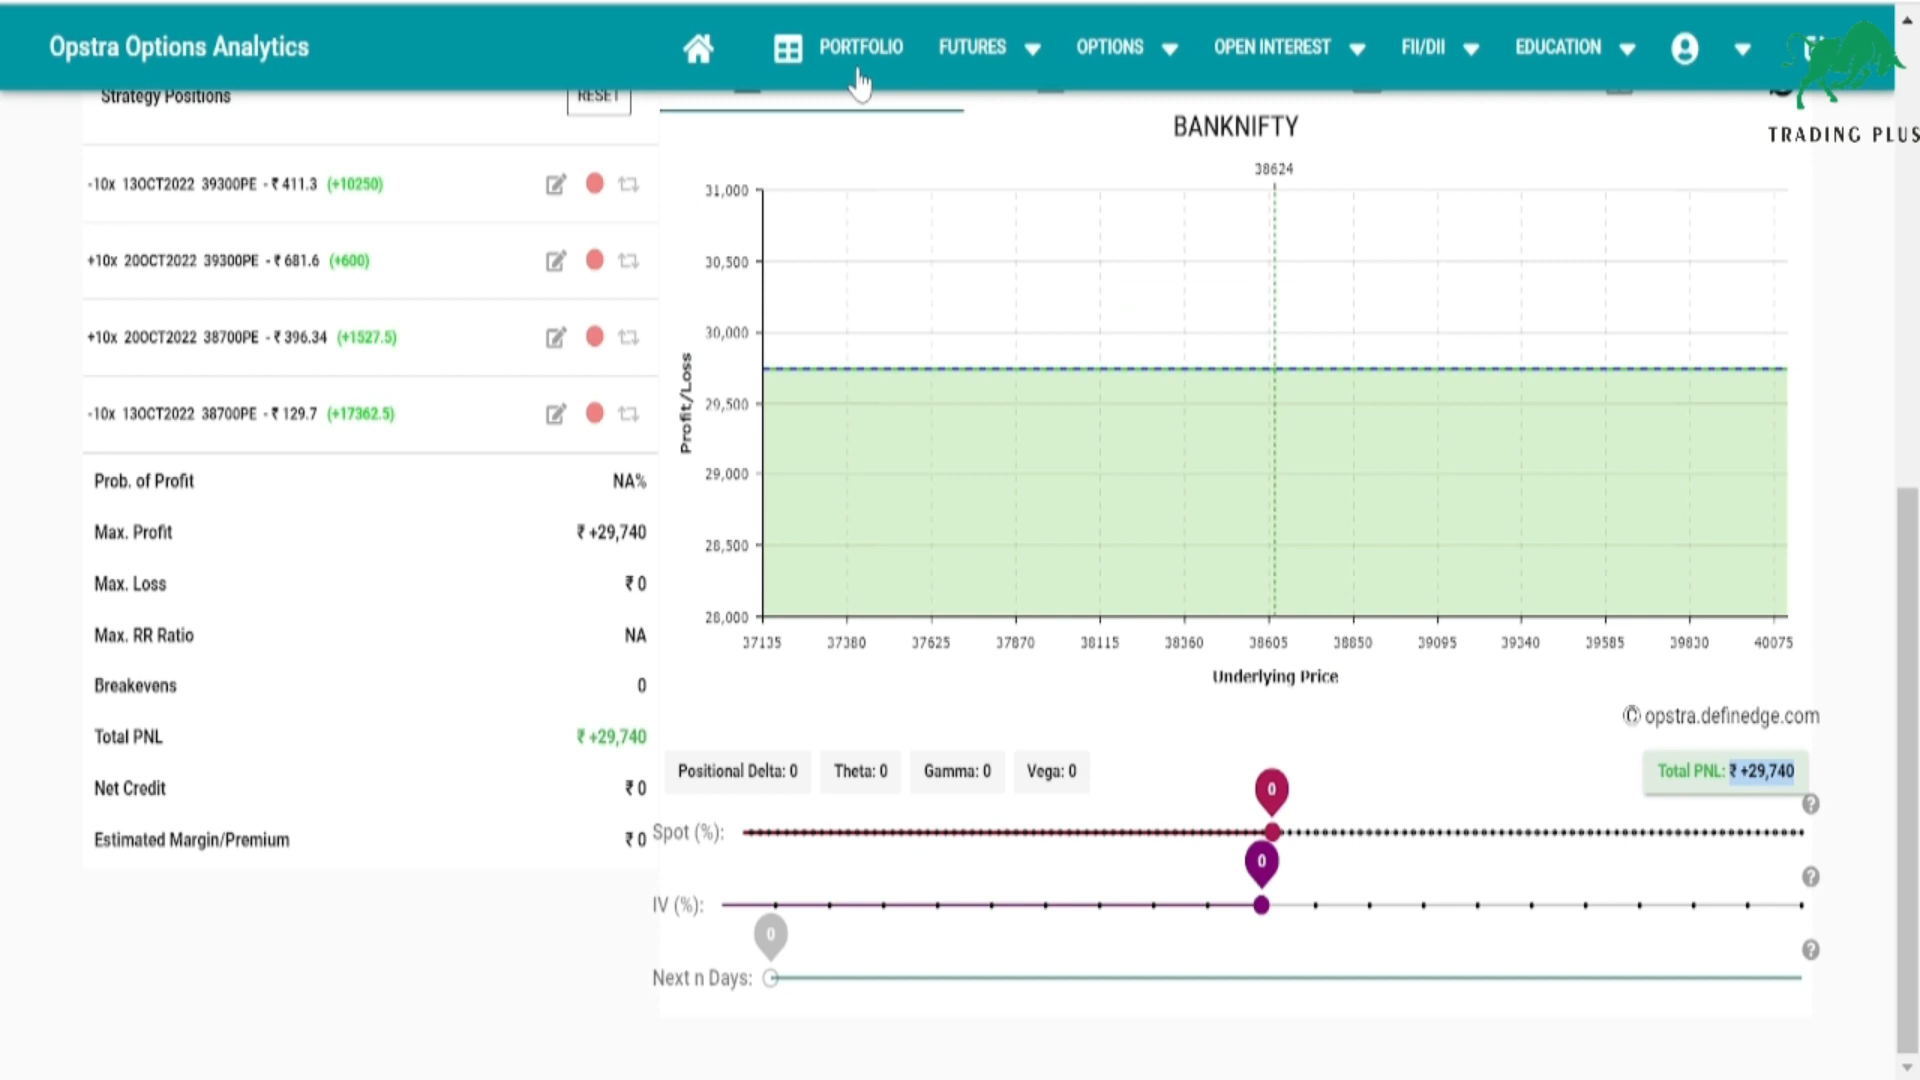 Opstra Options Analytics
PORTFOLIO
FUTURES
OPTIONS
OPEN INTEREST
FII/DII
EDUCATION
TRADING PLUS
Strategy Positions
RESET
-10x 13OCT2022 39300PE - ₹ 411.3 (+10250)
+10x 20OCT2022 39300PE - ₹ 681.6 (+600)
+10x 20OCT2022 38700PE - ₹ 396.34 (+1527.5)
-10x 13OCT2022 38700PE - ₹ 129.7 (+17362.5)
Prob. of Profit NA%
Max. Profit ₹ +29,740
Max. Loss ₹ 0
Max. RR Ratio NA
Breakevens 0
Total PNL ₹ +29,740
Net Credit ₹ 0
Estimated Margin/Premium ₹ 0
BANKNIFTY
38624
31,000
30,500
30,000
29,500
29,000
28,500
28,000
Profit/Loss
37135 37380 37625 37870 38115 38360 38605 38850 39095 39340 39585 39830 40075
Underlying Price
© opstra.definedge.com
Positional Delta: 0 Theta: 0 Gamma: 0 Vega: 0
Total PNL: ₹ +29,740
0
Spot (%):
0
IV (%):
0
Next n Days: